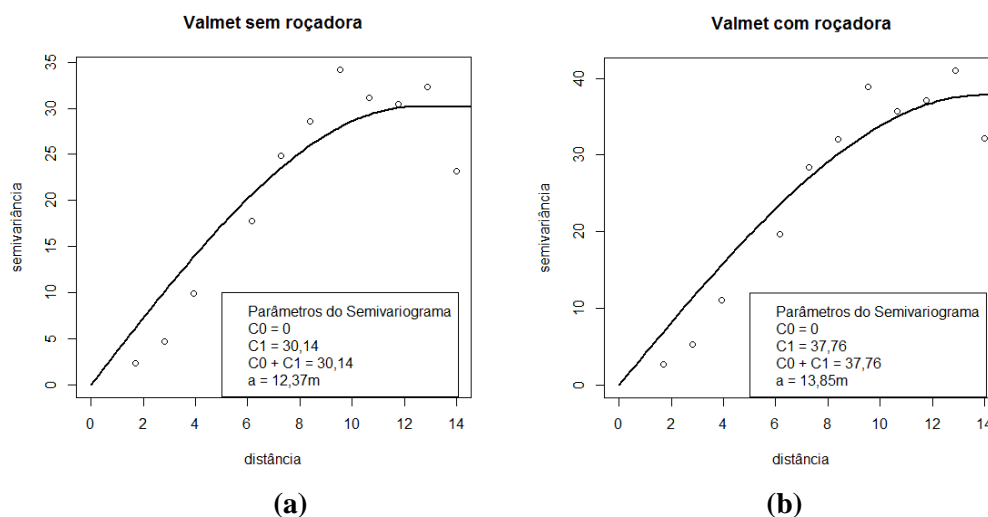 Valmet sem roçadora
semivariância
0
5
10
15
20
25
30
35
0 2 4 6 8 10 12 14
distância
Parâmetros do Semivariograma
C0 = 0
C1 = 30,14
C0 + C1 = 30,14
a = 12,37m
(a)
Valmet com roçadora
semivariância
0
10
20
30
40
0 2 4 6 8 10 12 14
distância
Parâmetros do Semivariograma
C0 = 0
C1 = 37,76
C0 + C1 = 37,76
a = 13,85m
(b)